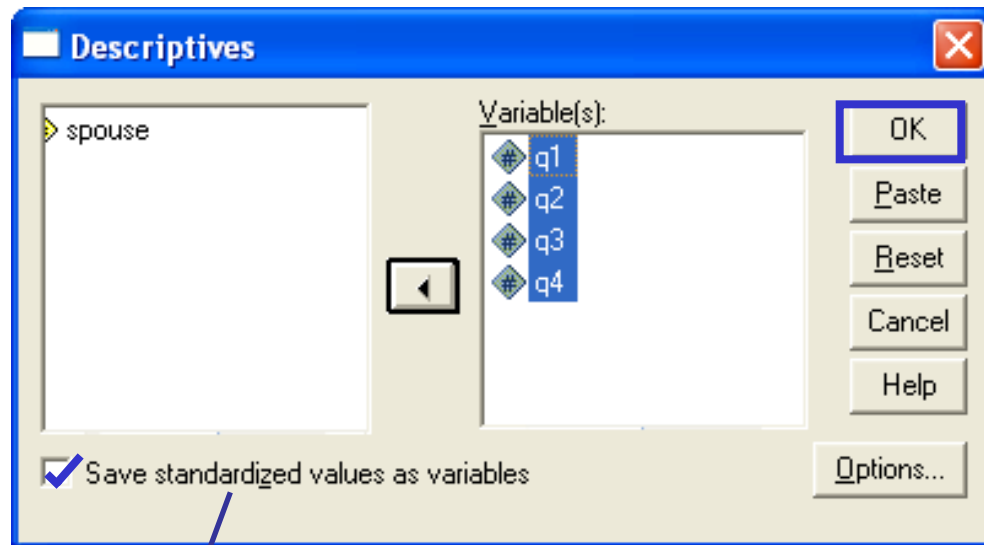 Descriptives
spouse
Variable(s):
q1
q2
q3
q4
OK
Paste
Reset
Cancel
Help
Save standardized values as variables
Options...